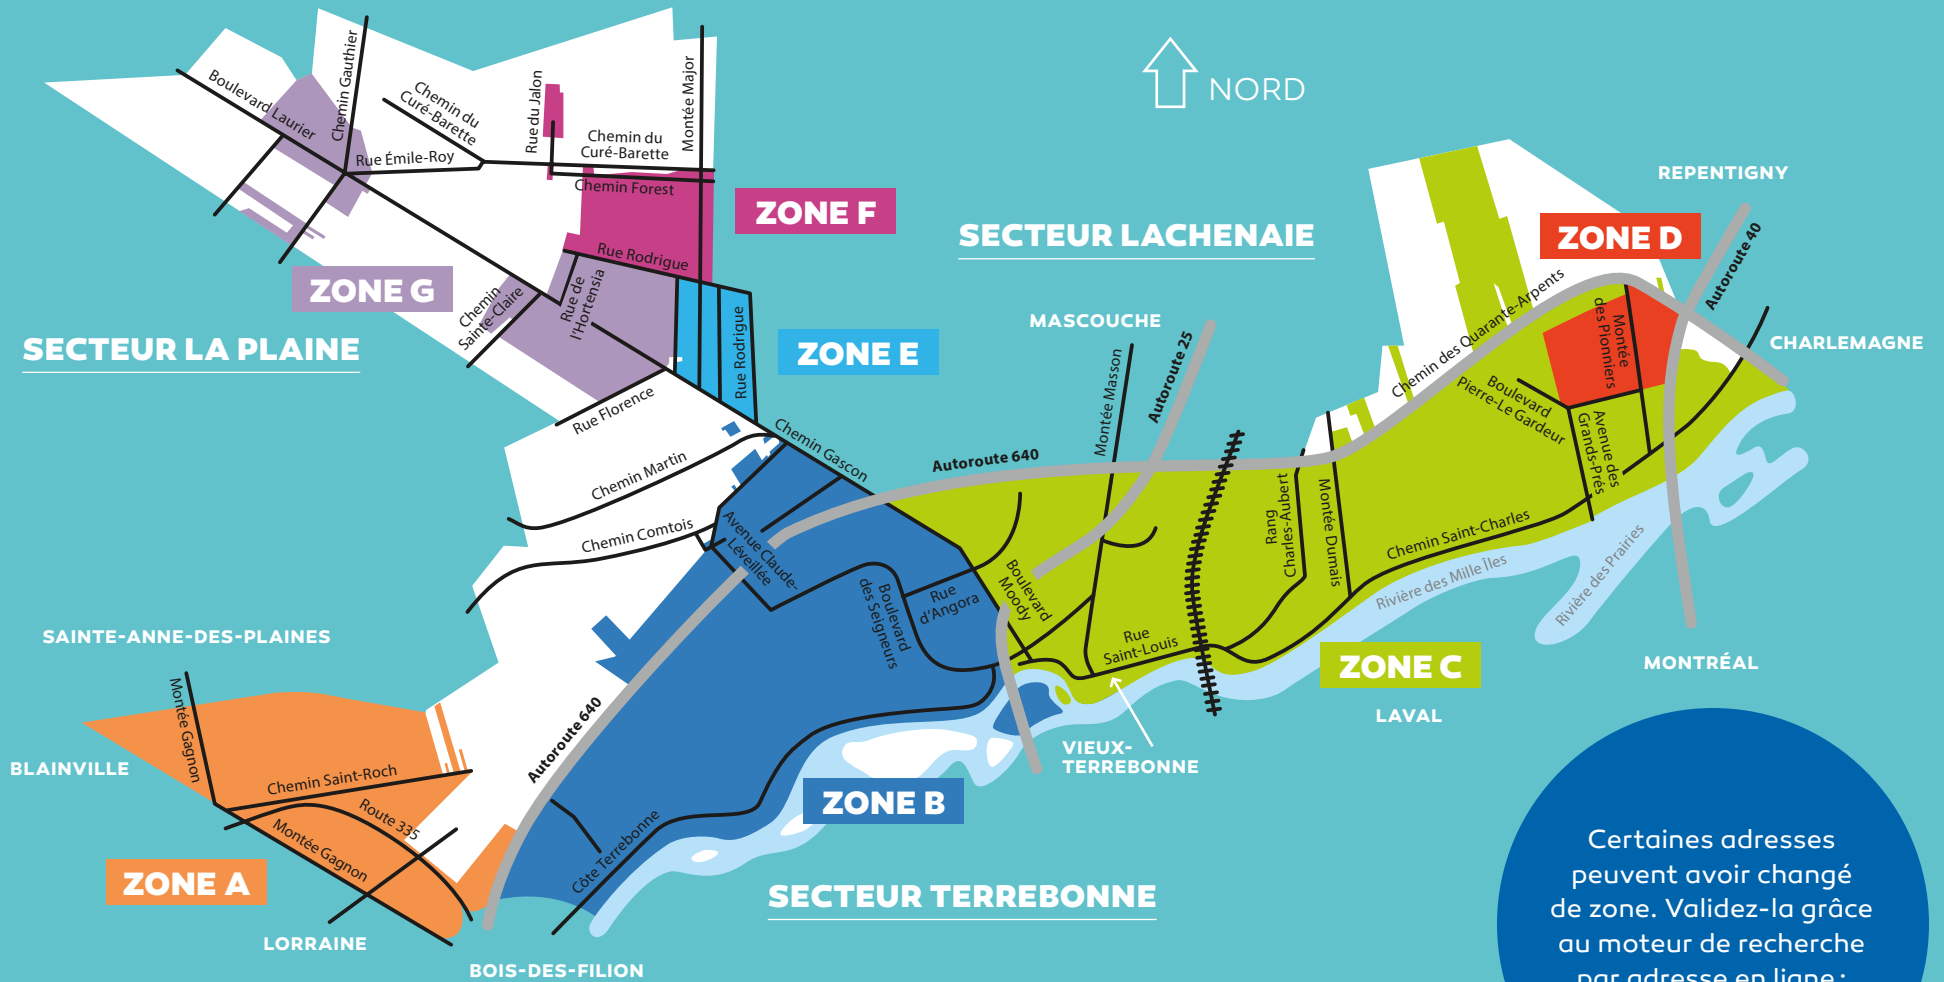 NORD
Boulevard Laurier
Chemin Gauthier
Chemin du
Curé-Barette
Rue Émile-Roy
Rue du Jalon
Chemin du
Curé-Barette
Montée Major
Chemin Forest
ZONE F
Rue Rodrigue
ZONE G
Chemin
Sainte-Claire
Rue de
l'Hortensia
SECTEUR LA PLAINE
Rue Rodrigue
ZONE E
Rue Florence
Chemin Gascon
Chemin Martin
Chemin Comtois
SECTEUR LACHENAIE
REPENTIGNY
ZONE D
Autoroute 40
MASCOUCHE
CHARLEMAGNE
Chemin des Quarante-Arpents
Montée
des Pionniers
Boulevard
Pierre-Le Gardeur
Avenue des
Grands-Prés
Montée Masson
Autoroute 25
Autoroute 640
Rang
Charles-Aubert
Montée Dumais
Chemin Saint-Charles
Rivière des Mille Îles
Rivière des Prairies
Avenue Claude-
Léveillée
Boulevard
des Seigneurs
Rue
d'Angora
Boulevard
Moody
Rue
Saint-Louis
ZONE C
MONTRÉAL
LAVAL
VIEUX-
TERREBONNE
SAINTE-ANNE-DES-PLAINES
Montée Gagnon
BLAINVILLE
Chemin Saint-Roch
Route 335
Montée Gagnon
Autoroute 640
ZONE B
Côte Terrebonne
ZONE A
SECTEUR TERREBONNE
LORRAINE
BOIS-DES-FILION
Certaines adresses
peuvent avoir changé
de zone. Validez-la grâce
au moteur de recherche
par adresse en ligne :